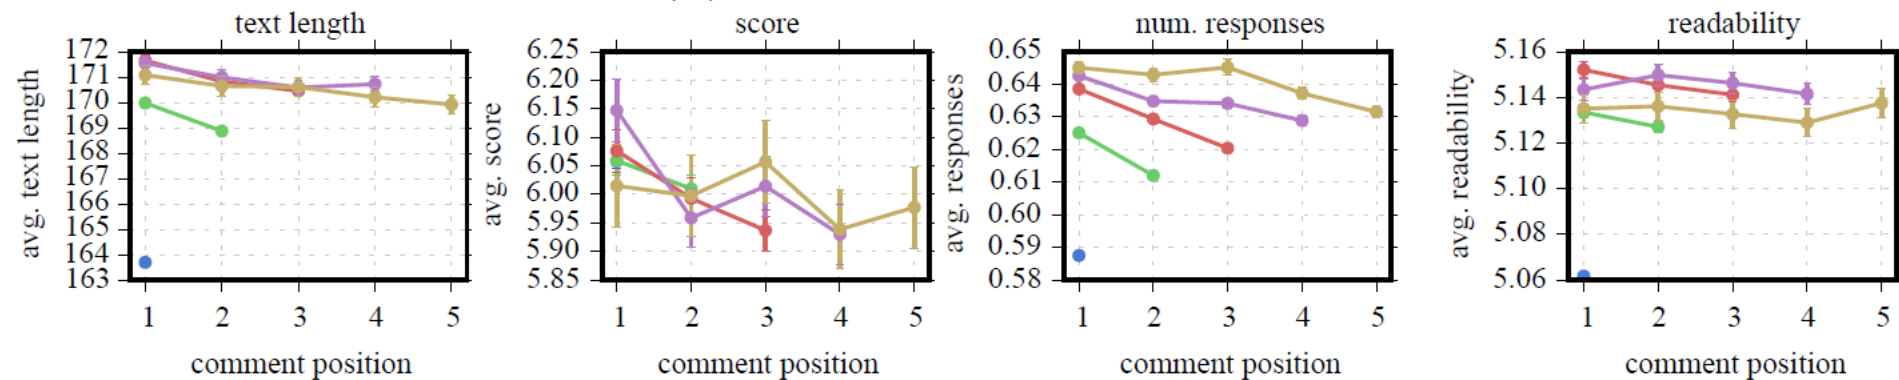 text length
score
num. responses
readability
avg. text length
172
171
170
169
168
167
166
165
164
163
1 2 3 4 5
comment position
avg. score
6.25
6.20
6.15
6.10
6.05
6.00
5.95
5.90
5.85
1 2 3 4 5
comment position
avg. responses
0.65
0.64
0.63
0.62
0.61
0.60
0.59
0.58
1 2 3 4 5
comment position
avg. readability
5.16
5.14
5.12
5.10
5.08
5.06
1 2 3 4 5
comment position